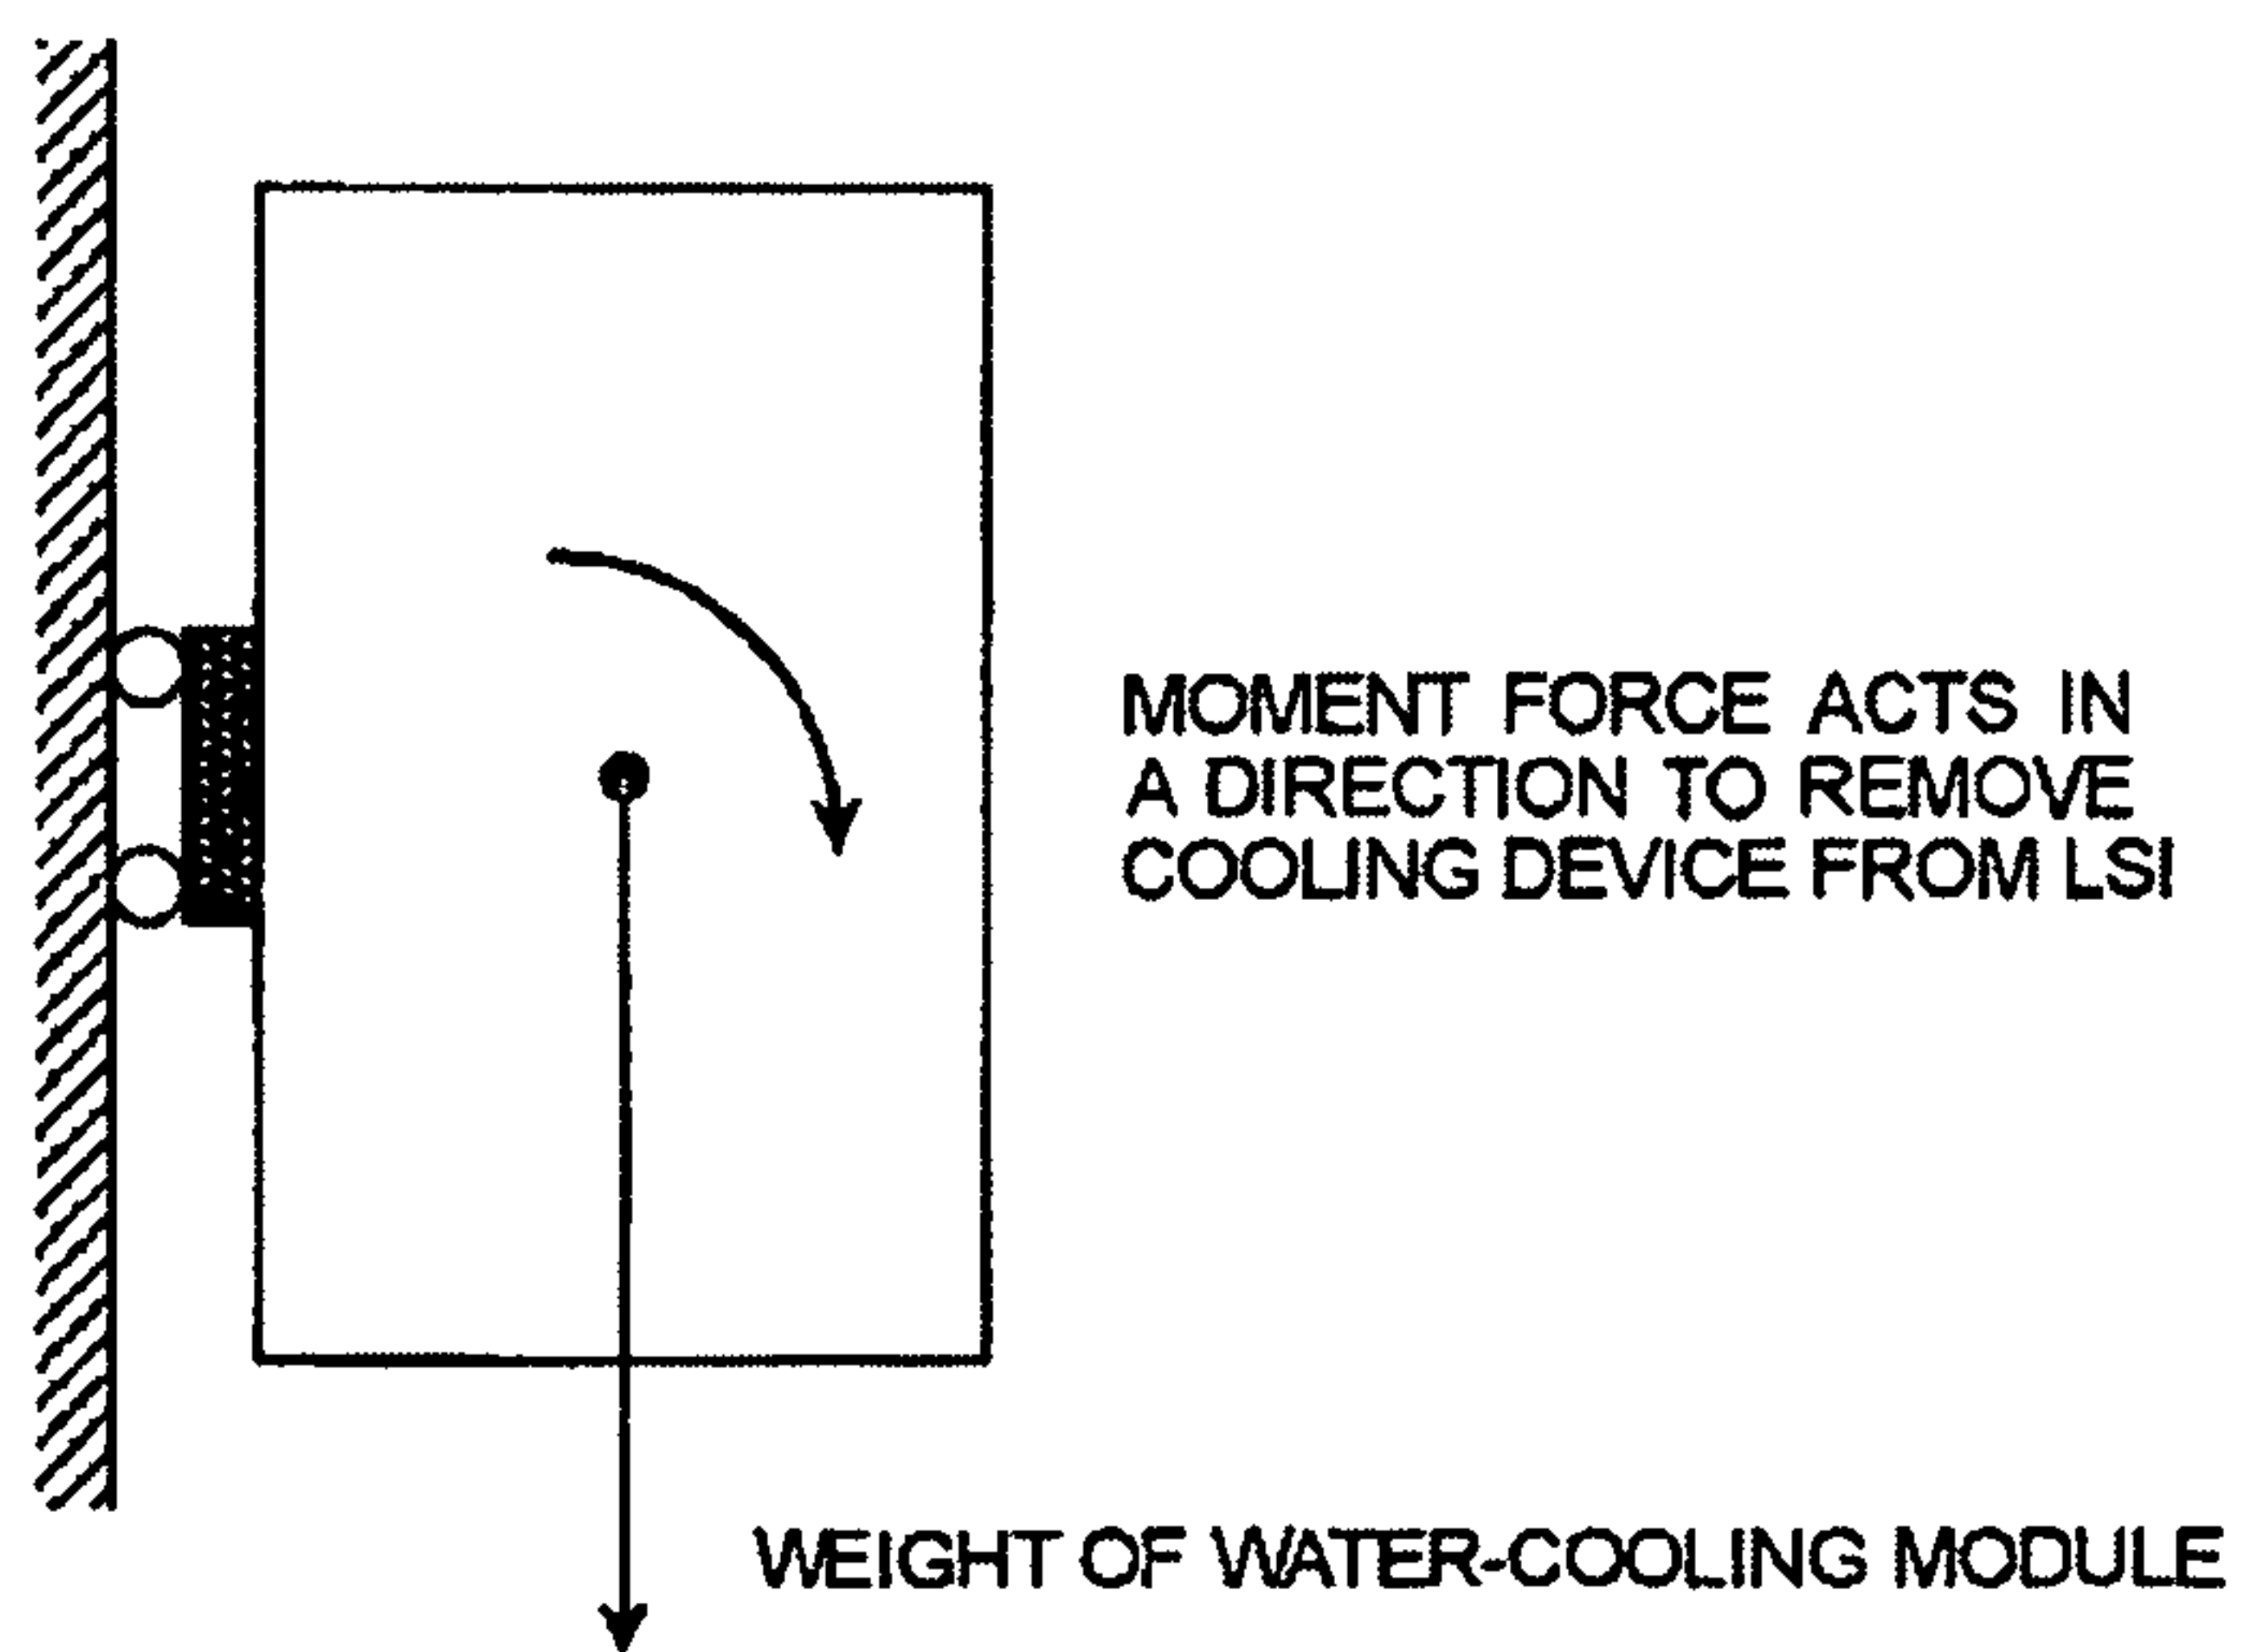 MOMENT FORCE ACTS IN
A DIRECTION TO REMOVE
COOLING DEVICE FROM LSI
WEIGHT OF WATER-COOLING MODULE